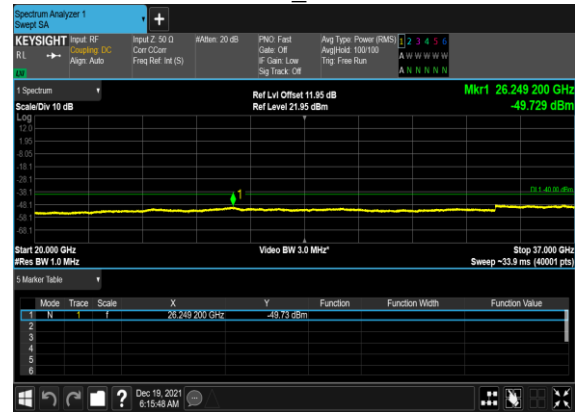 Spectrum Analyzer 1
Swept SA
+
KEYSIGHT Input: RF Input Z: 50 Ω #Atten: 20 dB PNO: Fast Avg Type: Power (RMS) 1 2 3 4 5 6
RL Coupling: DC Corr CCorr Gate: Off Avg|Hold: 100/100 A W W W W W
Align: Auto Freq Ref: Int (S) IF Gain: Low Trig: Free Run
Sig Track: Off A N N N N N
1 Spectrum Ref Lvl Offset 11.95 dB Mkr1 26.249 200 GHz
Scale/Div 10 dB Ref Level 21.95 dBm -49.729 dBm
Log
12.0
1.95
-8.05
-18.1
-28.1
-38.1 1 DL1 -40.00 dBm
-48.1
-58.1
-68.1
Start 20.000 GHz Video BW 3.0 MHz* Stop 37.000 GHz
#Res BW 1.0 MHz Sweep ~33.9 ms (40001 pts)
5 Marker Table
Mode Trace Scale X Y Function Function Width Function Value
1 N 1 f 26.249 200 GHz -49.73 dBm
2
3
4
5
6
? Dec 19, 2021
6:15:48 AM